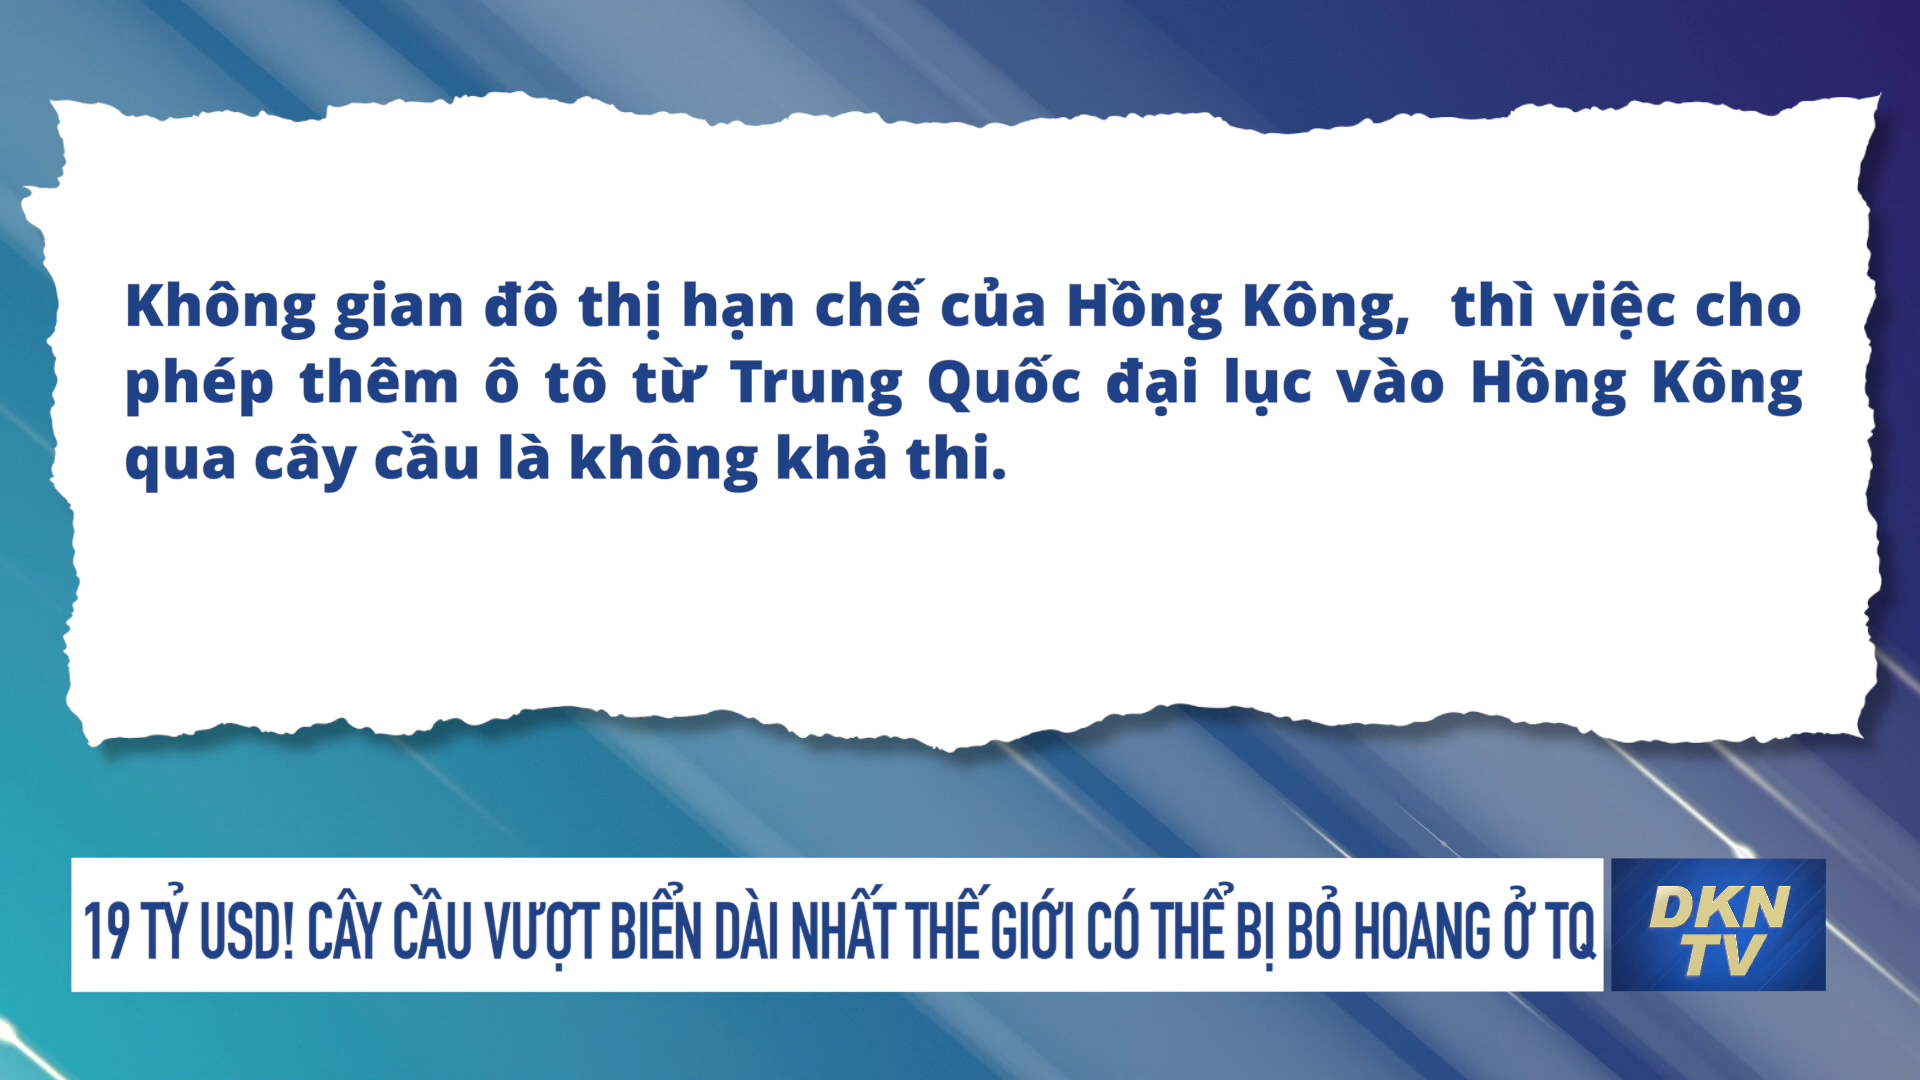 Không gian đô thị hạn chế của Hồng Kông,  thì việc cho
phép thêm ô tô từ Trung Quốc đại lục vào Hồng Kông
qua cây cầu là không khả thi.
19 TỶ USD! CÂY CẦU VƯỢT BIỂN DÀI NHẤT THẾ GIỚI CÓ THỂ BỊ BỎ HOANG Ở TQ
DKN
TV